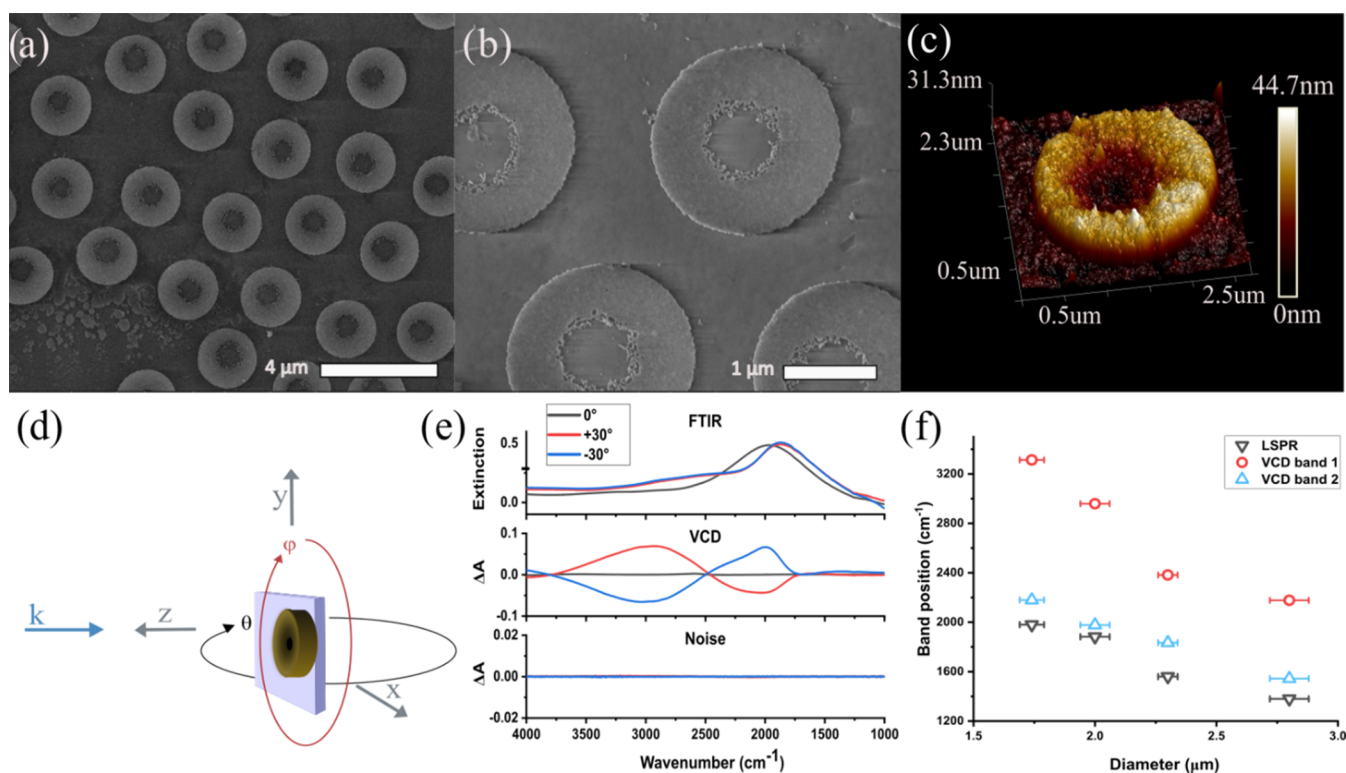 (a)
4 µm
(b)
1 µm
(c)
31.3nm
2.3um
0.5um
0.5um
2.5um
44.7nm
0nm
(d)
y
φ
k
z
θ
x
(e)
0°
+30°
-30°
FTIR
Extinction
0.5
0.0
VCD
ΔA
0.1
0.0
-0.1
Noise
ΔA
0.02
0.00
-0.02
4000 3500 3000 2500 2000 1500 1000
Wavenumber (cm-1)
(f)
LSPR
VCD band 1
VCD band 2
Band position (cm-1)
3200
2800
2400
2000
1600
1200
1.5 2.0 2.5 3.0
Diameter (µm)